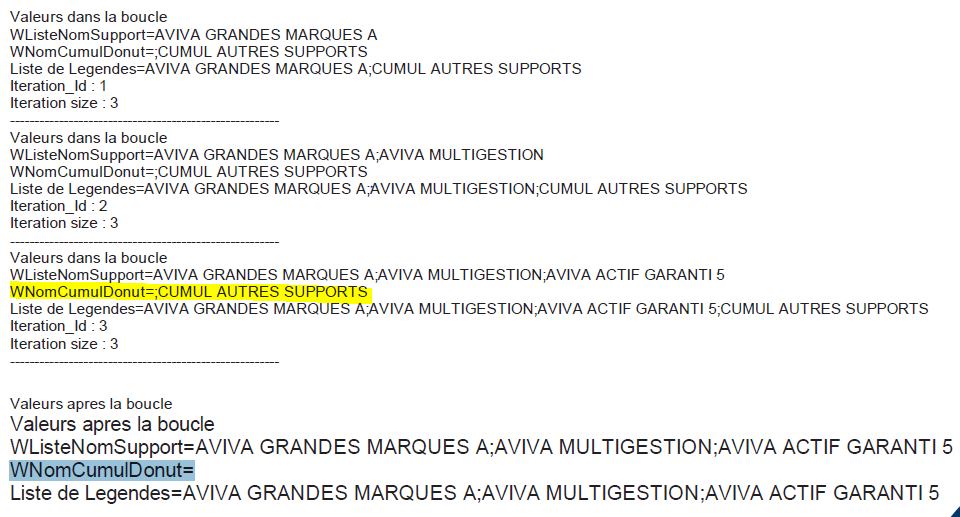 Valeurs dans la boucle
WListeNomSupport=AVIVA GRANDES MARQUES A
WNomCumulDonut=;CUMUL AUTRES SUPPORTS
Liste de Legendes=AVIVA GRANDES MARQUES A;CUMUL AUTRES SUPPORTS
Iteration_Id : 1
Iteration size : 3
-------------------------------------------------------
Valeurs dans la boucle
WListeNomSupport=AVIVA GRANDES MARQUES A;AVIVA MULTIGESTION
WNomCumulDonut=;CUMUL AUTRES SUPPORTS
Liste de Legendes=AVIVA GRANDES MARQUES A;AVIVA MULTIGESTION;CUMUL AUTRES SUPPORTS
Iteration_Id : 2
Iteration size : 3
-------------------------------------------------------
Valeurs dans la boucle
WListeNomSupport=AVIVA GRANDES MARQUES A;AVIVA MULTIGESTION;AVIVA ACTIF GARANTI 5
WNomCumulDonut=;CUMUL AUTRES SUPPORTS
Liste de Legendes=AVIVA GRANDES MARQUES A;AVIVA MULTIGESTION;AVIVA ACTIF GARANTI 5;CUMUL AUTRES SUPPORTS
Iteration_Id : 3
Iteration size : 3
-------------------------------------------------------
Valeurs apres la boucle
Valeurs apres la boucle
WListeNomSupport=AVIVA GRANDES MARQUES A;AVIVA MULTIGESTION;AVIVA ACTIF GARANTI 5
WNomCumulDonut=
Liste de Legendes=AVIVA GRANDES MARQUES A;AVIVA MULTIGESTION;AVIVA ACTIF GARANTI 5